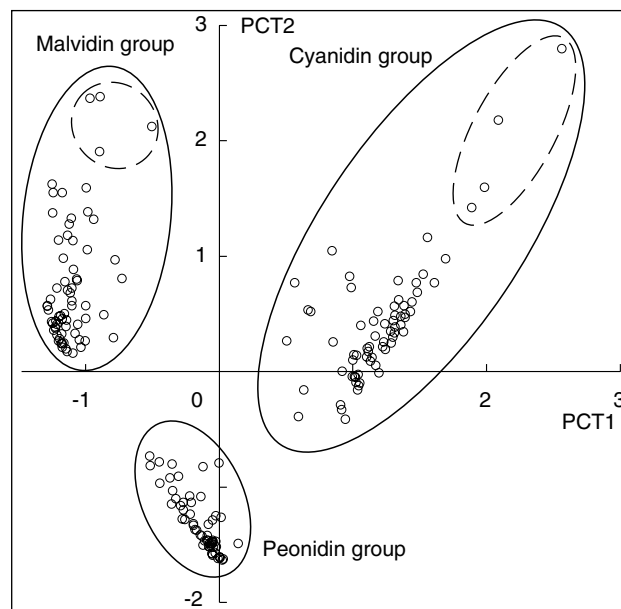 3
Malvidin group
PCT2
Cyanidin group
2
1
-1
0
2
3
PCT1
Peonidin group
-2